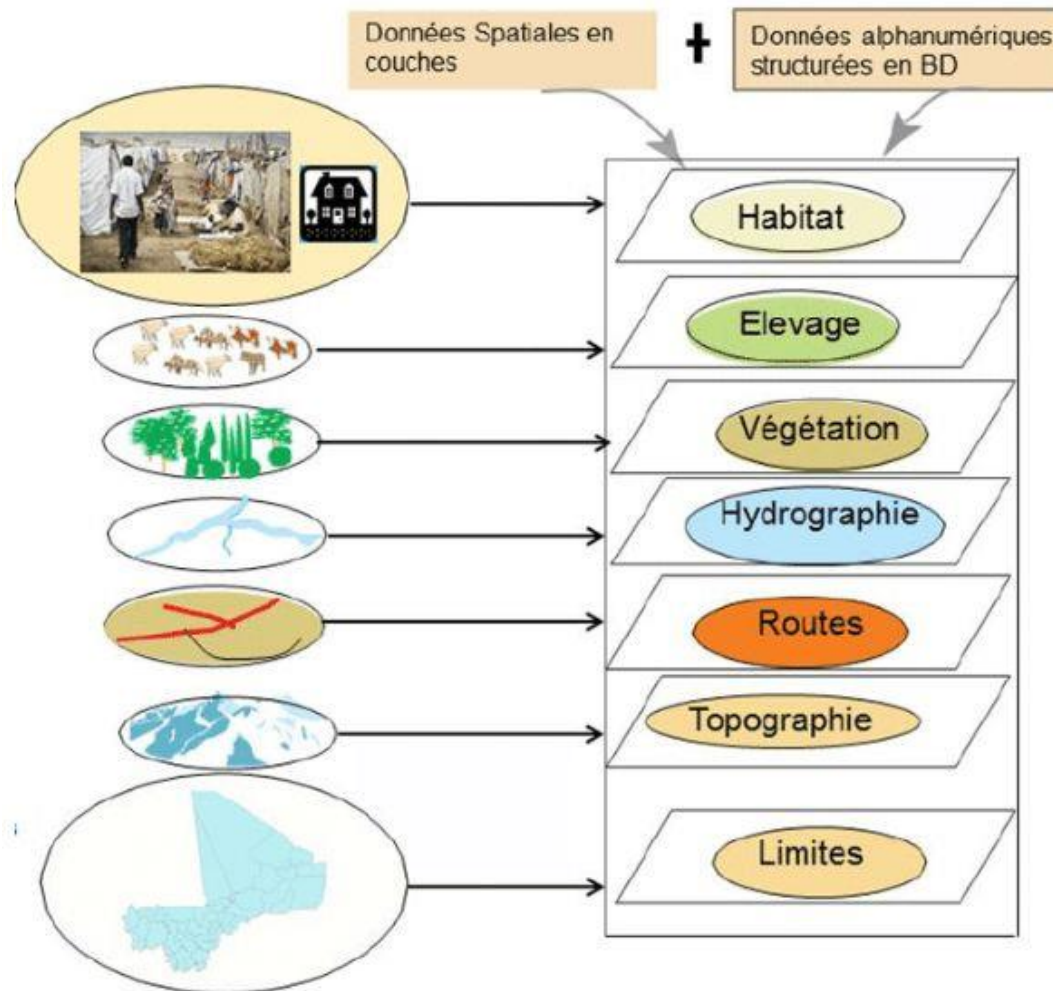 Données Spatiales en
couches
+
Données alphanumériques
structurées en BD
Habitat
Elevage
Végétation
Hydrographie
Routes
Topographie
Limites